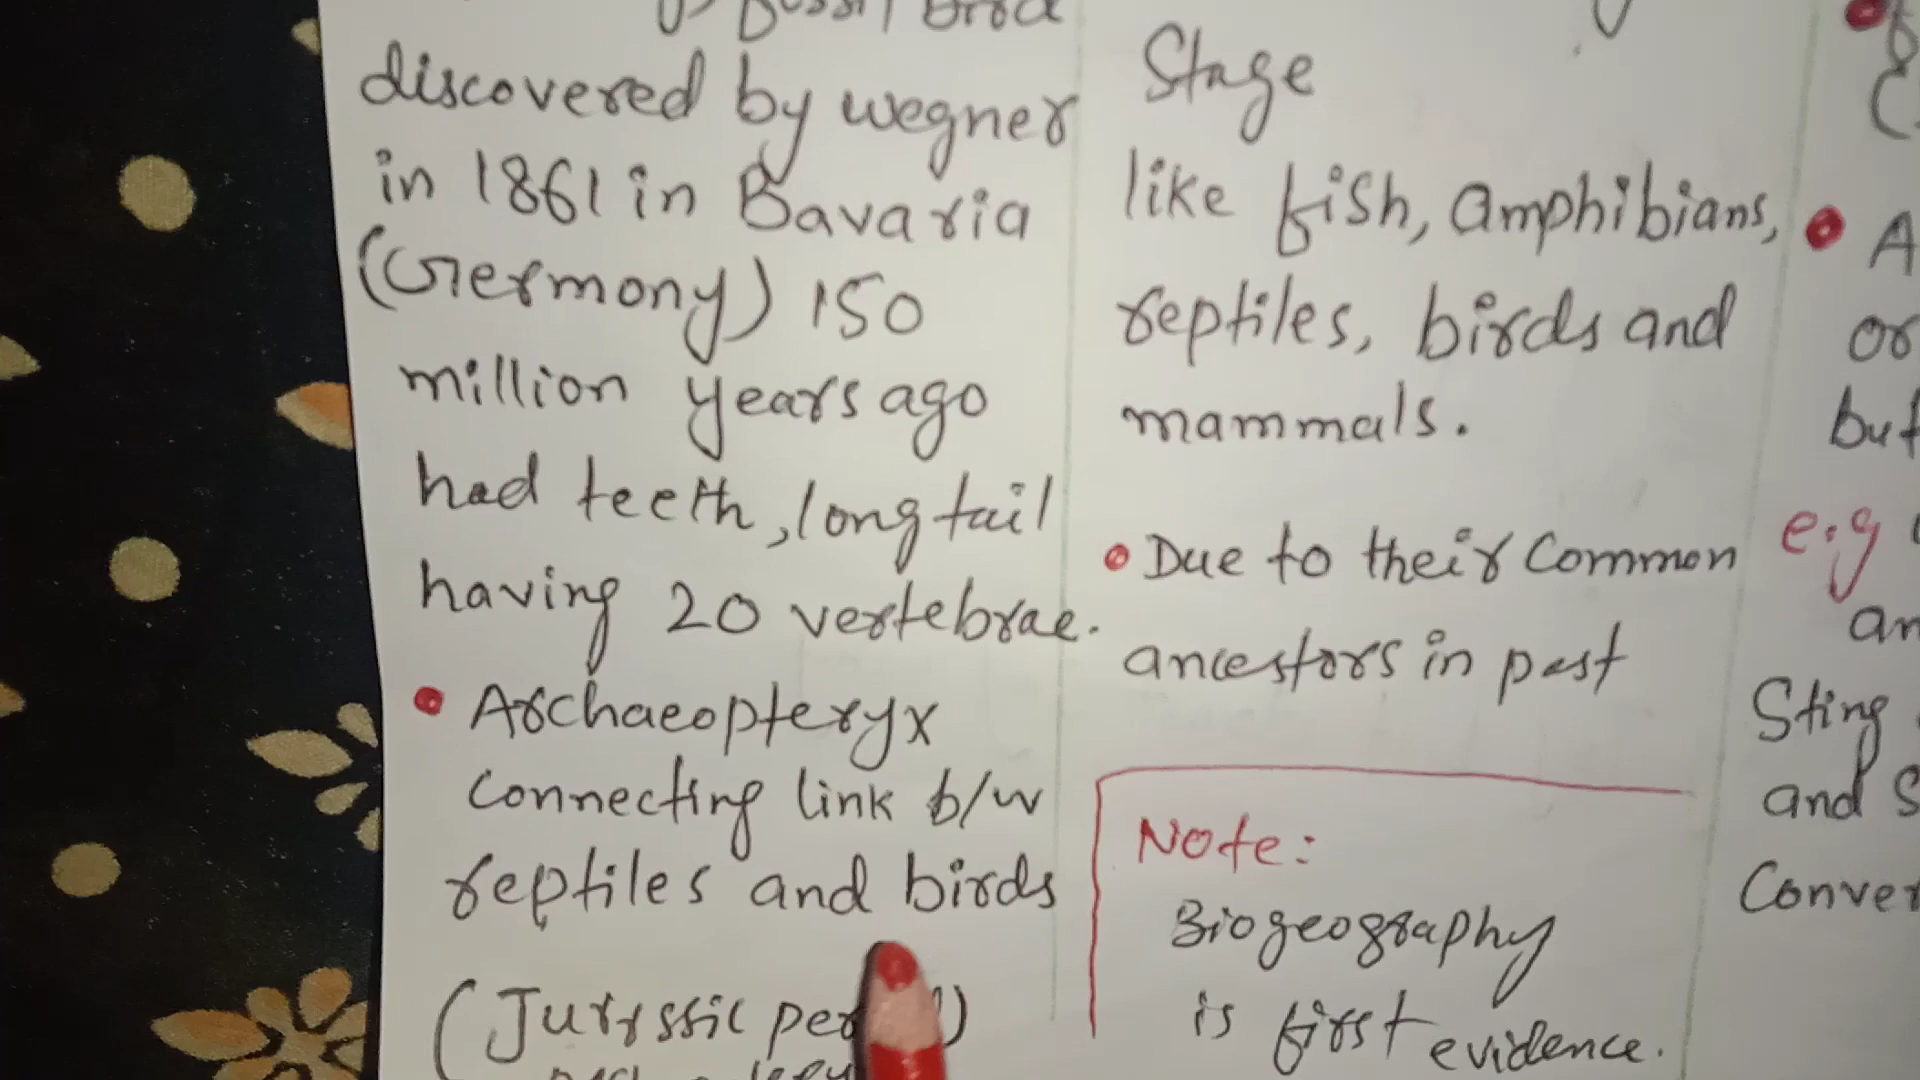 discovered by wegner
in 1861 in Bavaria
(Germony) 150
million years ago
had teeth, long tail
having 20 vertebrae.
• Archaeopteryx
connecting link b/w
reptiles and birds
(Jurssic
Stage
like fish, amphibians,
reptiles, birds and
mammals.
• Due to their Common
ancestors in past
Note:
Biogeography
is first evidence.
• A
or
but
e.g
an
Sting
and S